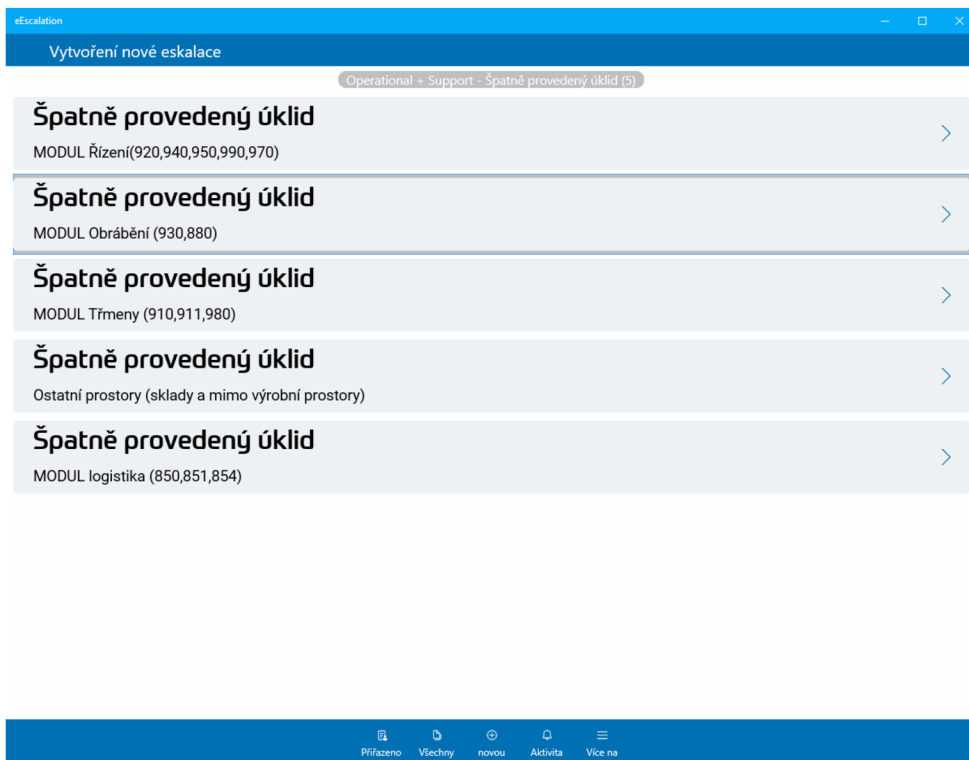 eEscalation
Vytvoření nové eskalace
Operational + Support - Špatně provedený úklid (5)
Špatně provedený úklid
MODUL Řízení(920,940,950,990,970)
Špatně provedený úklid
MODUL Obrábění (930,880)
Špatně provedený úklid
MODUL Třmeny (910,911,980)
Špatně provedený úklid
Ostatní prostory (sklady a mimo výrobní prostory)
Špatně provedený úklid
MODUL logistika (850,851,854)
Přiřazeno Všechny novou Aktivita Více na